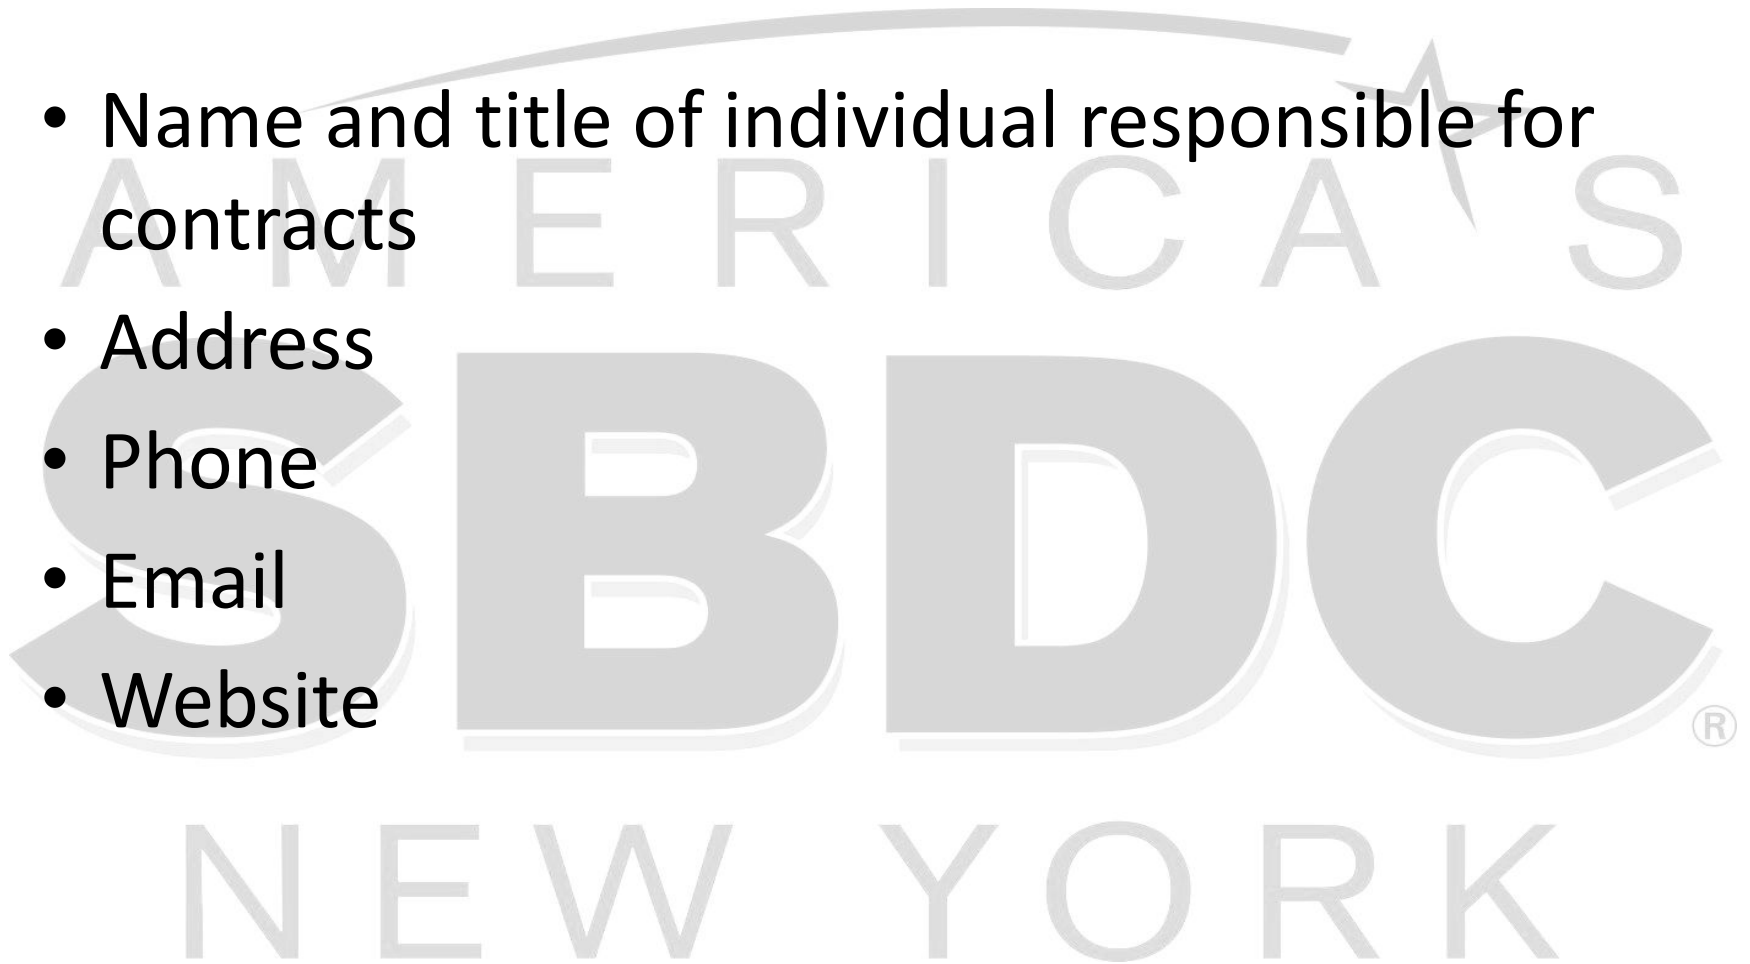 • Name and title of individual responsible for
contracts
• Address
• Phone
• Email
• Website
AMERICA'S
SBDC®
NEW YORK